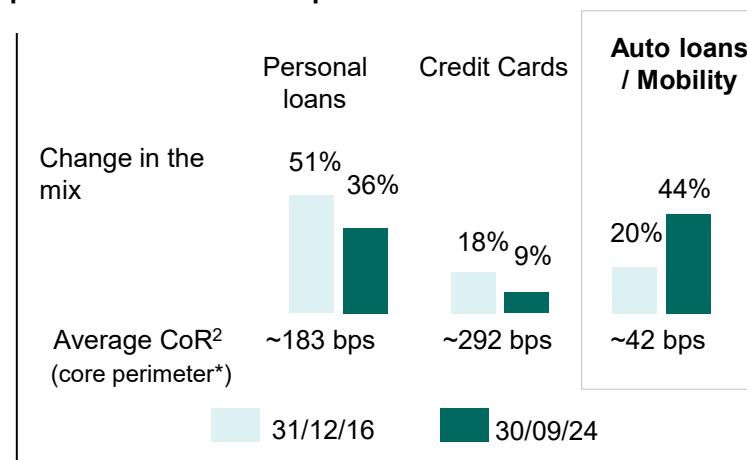 Personal
loans
Credit Cards
Auto loans
/ Mobility
Change in the
mix
51%
36%
18%
9%
20%
44%
Average CoR2
(core perimeter*)
~183 bps
~292 bps
~42 bps
31/12/16
30/09/24